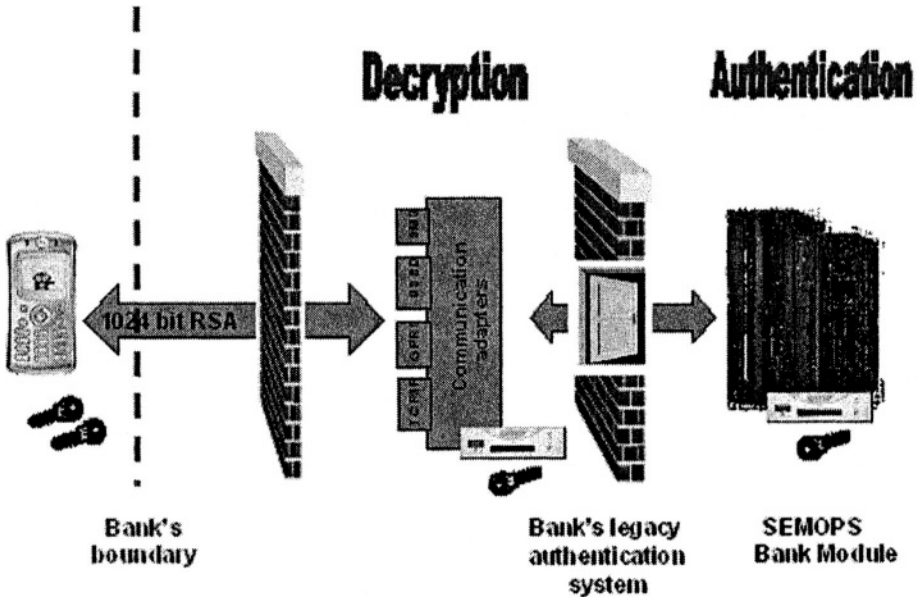 Decryption
Authentication
1024 bit RSA
Communication
adapters
Bank's
boundary
Bank's legacy
authentication
system
SEMOPS
Bank Module